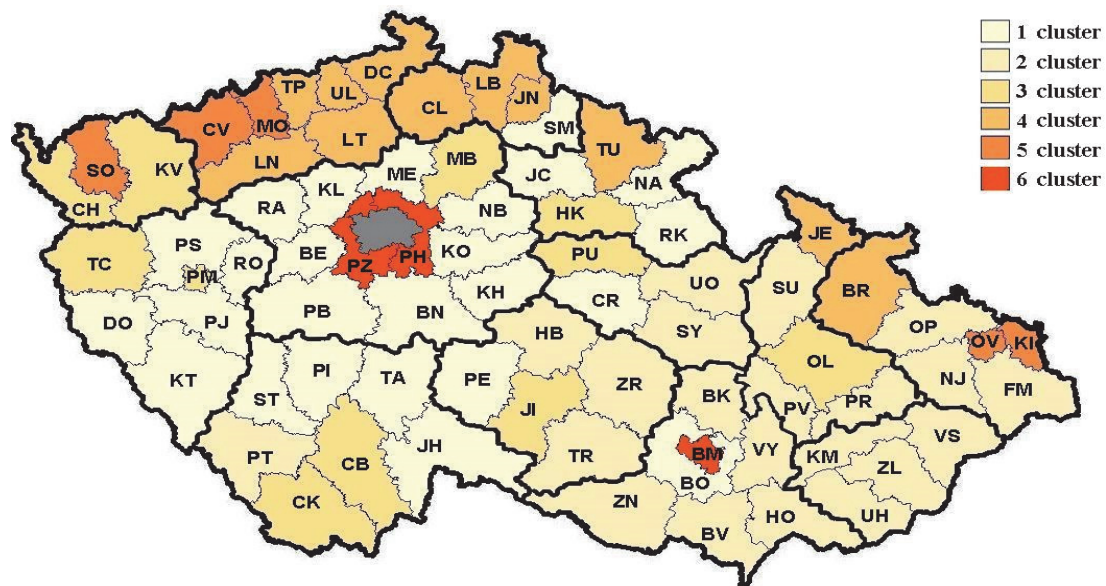 1 cluster
2 cluster
3 cluster
4 cluster
5 cluster
6 cluster
DC
TP
UL
LB
JN
CL
CV
MO
LT
SM
TU
SO
KV
LN
ME
MB
JC
NA
CH
RA
KL
NB
HK
RK
JE
TC
PS
PM
RO
BE
PZ
PH
KO
PU
UO
SU
BR
OP
OV
KI
DO
PJ
PB
BN
KH
CR
SY
HB
OL
NJ
FM
KT
ST
PI
TA
PE
JI
ZR
BK
PV
PR
VS
PT
CB
JH
TR
BM
BO
VY
KM
ZL
CK
ZN
BV
HO
UH